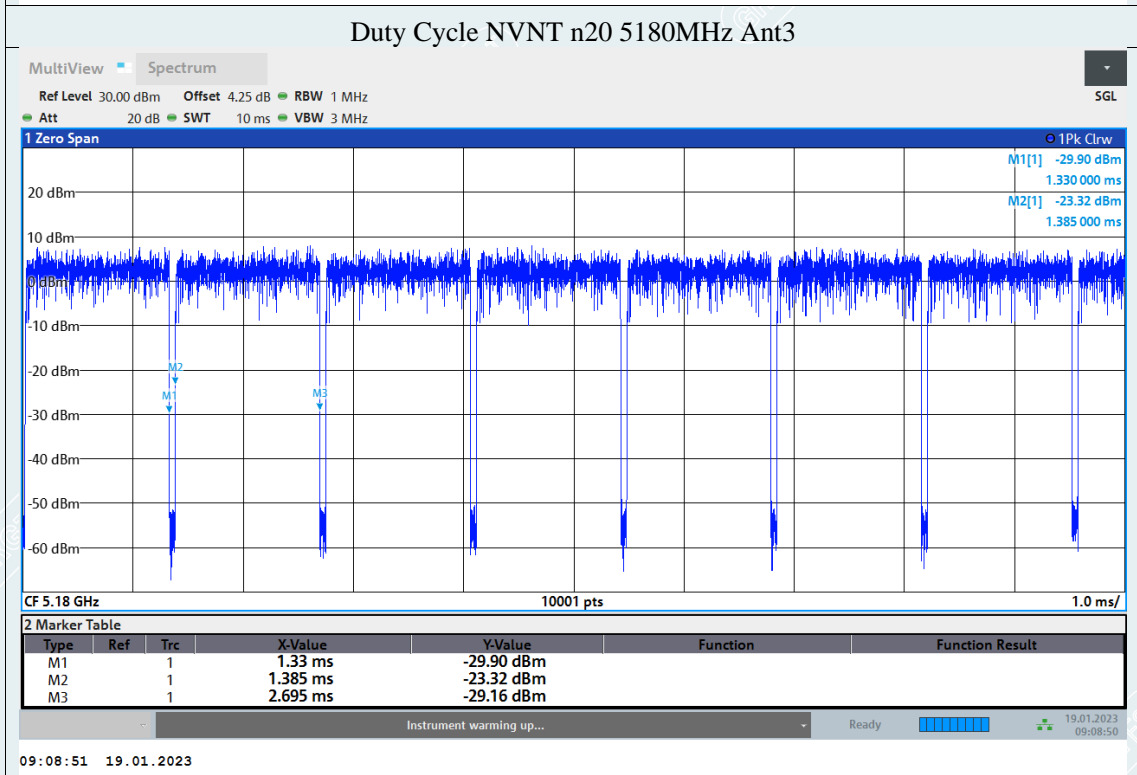 Duty Cycle NVNT n20 5180MHz Ant3
MultiView Spectrum
Ref Level 30.00 dBm Offset 4.25 dB RBW 1 MHz SGL
Att 20 dB SWT 10 ms VBW 3 MHz
1 Zero Span 1Pk Clrw
M1[1] -29.90 dBm
1.330 000 ms
M2[1] -23.32 dBm
1.385 000 ms
20 dBm
10 dBm
0 dBm
-10 dBm
-20 dBm
M2
M1
M3
-30 dBm
-40 dBm
-50 dBm
-60 dBm
CF 5.18 GHz 10001 pts 1.0 ms/
2 Marker Table
Type Ref Trc X-Value Y-Value Function Function Result
M1 1 1.33 ms -29.90 dBm
M2 1 1.385 ms -23.32 dBm
M3 1 2.695 ms -29.16 dBm
Instrument warming up... Ready 19.01.2023
09:08:50
09:08:51 19.01.2023